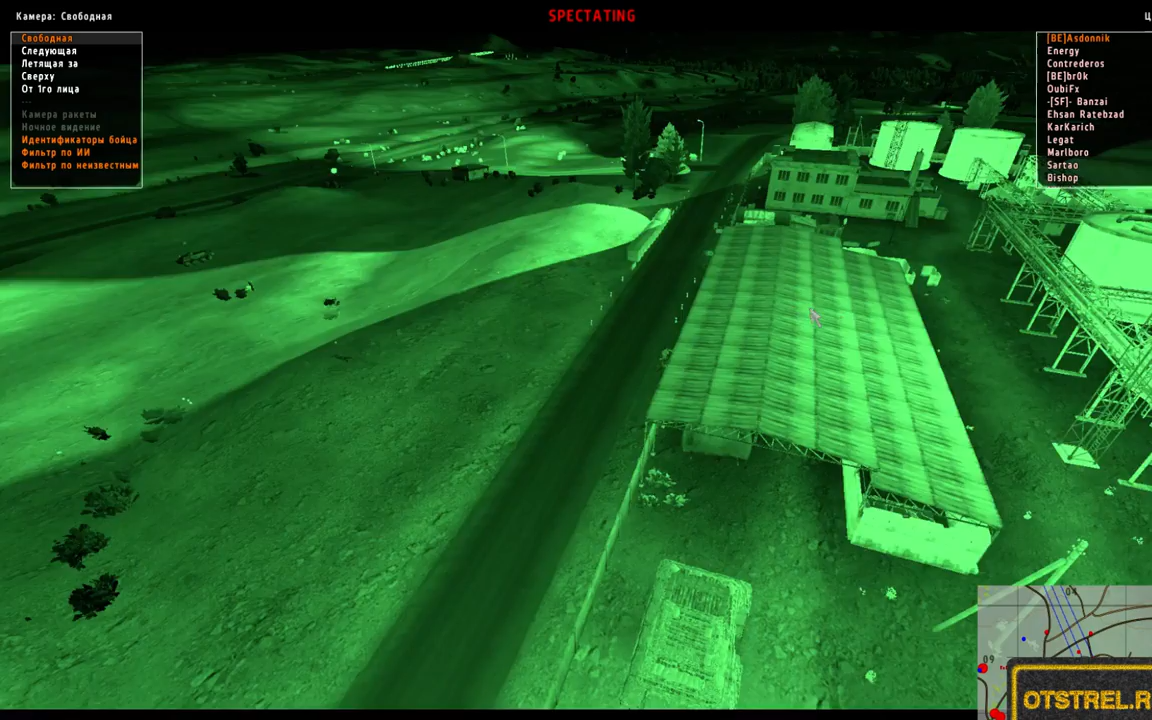 Камера: Свободная
SPECTATING
Ц
Свободная
Следующая
Летящая за
Сверху
От 1го лица
---
Камера ракеты
Ночное видение
Идентификаторы бойца
Фильтр по ИИ
Фильтр по неизвестным
[BE]Asdonnik
Energy
Contrederos
[BE]br0k
OubiFx
-[SF]- Banzai
Ehsan Ratebzad
KarKarich
Legat
Marlboro
Sartao
Bishop
04
09
OTSTREL.R